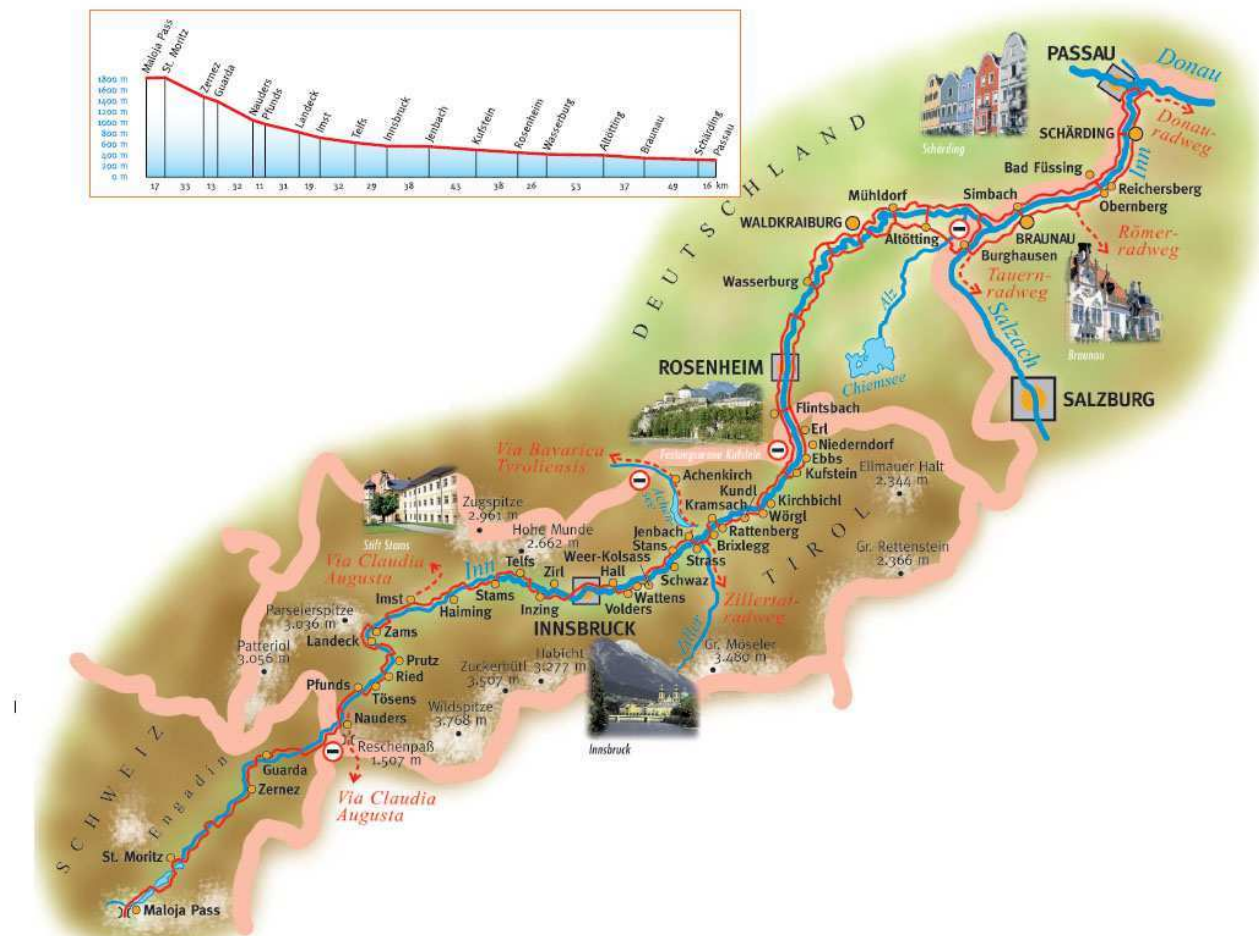 Maloja Pass
St. Moritz
Zernez
Guarda
Nauders
Pfunds
Landeck
Imst
Telfs
Innsbruck
Jenbach
Kufstein
Rosenheim
Wasserburg
Altötting
Braunau
Schärding
Passau
1800 m
1600 m
1400 m
1200 m
1000 m
800 m
600 m
400 m
200 m
0 m
17 33 13 32 11 31 19 32 29 38 43 38 26 53 37 49 16 km
PASSAU
Donau
Donau-
radweg
SCHÄRDING
Schärding
Inn
Bad Füssing
Reichersberg
Obernberg
DEUTSCHLAND
Mühldorf
Simbach
WALDKRAIBURG
Altötting
BRAUNAU
Burghausen
Römer-
radweg
Tauern-
radweg
Wasserburg
Alz
Salzach
Braunau
Chiemsee
ROSENHEIM
SALZBURG
Flintsbach
Erl
Niederndorf
Ebbs
Kufstein
Festungsarena Kufstein
Via Bavarica
Tyroliensis
Achenkirch
Achen-
see
Kundl
Kramsach
Kirchbichl
Wörgl
Ellmauer Halt
2.344 m
Rattenberg
Brixlegg
Jenbach
Stans
Strass
Schwaz
Gr. Rettenstein
2.366 m
TIROL
Zugspitze
2.961 m
Hohe Munde
2.662 m
Stift Stams
Weer-Kolsass
Via Claudia
Augusta
Inn
Telfs
Zirl
Hall
Wattens
Volders
Zillertal-
radweg
Ziller
Imst
Haiming
Stams
Inzing
INNSBRUCK
Parseierspitze
3.036 m
Zams
Landeck
Patteriol
3.056 m
Prutz
Ried
Pfunds
Tösens
Zuckerhütl
3.507 m
Habicht
3.277 m
Gr. Möseler
3.480 m
Wildspitze
3.768 m
Innsbruck
Nauders
Reschenpaß
1.507 m
SCHWEIZ
Engadin
Guarda
Zernez
Via Claudia
Augusta
St. Moritz
Maloja Pass
i